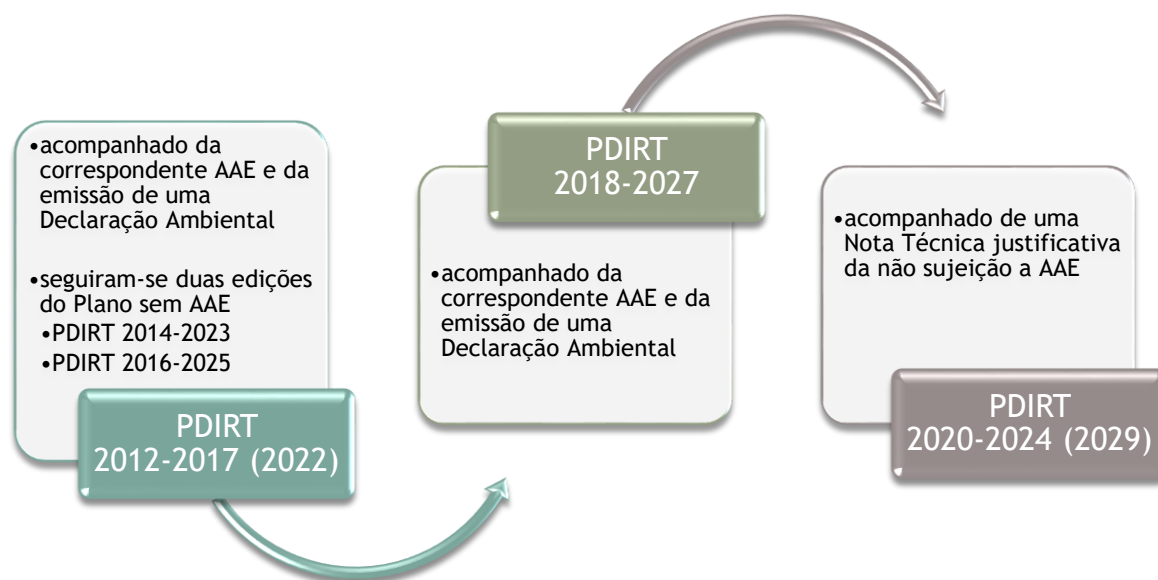 •acompanhado da
correspondente AAE e da
emissão de uma
Declaração Ambiental
•seguiram-se duas edições
do Plano sem AAE
•PDIRT 2014-2023
•PDIRT 2016-2025
PDIRT
2012-2017 (2022)
PDIRT
2018-2027
•acompanhado da
correspondente AAE e da
emissão de uma
Declaração Ambiental
•acompanhado de uma
Nota Técnica justificativa
da não sujeição a AAE
PDIRT
2020-2024 (2029)